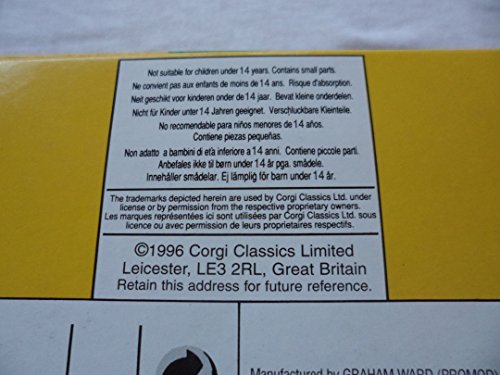 Not suitable for children under 14 years. Contains small parts.
Ne convient pas aux enfants de moins de 14 ans. Risque d'absorption.
Neit geschikt voor kinderen onder de 14 jaar. Bevat kleine onderdelen.
Nicht für Kinder unter 14 Jahren geeignet. Verschluckbare Kleinteile.
No recomendable para niños menores de 14 años.
Contiene piezas pequeñas.
Non adatto a bambini di età inferiore a 14 anni. Contiene piccole parti.
Anbefales ikke til børn under 14 år pga. smådele.
Innehåller smådelar. Ej lämplig för barn under 14 år.
The trademarks depicted herein are used by Corgi Classics Ltd. under
license or by permission from the respective proprietary owners.
Les marques représentées ici sont utilisées par Corgi Classics Ltd. sous
licence ou avec permission de leurs propriétaires respectifs.
©1996 Corgi Classics Limited
Leicester, LE3 2RL, Great Britain
Retain this address for future reference.
Manufactured by GRAHAM WARD (PROMOD)